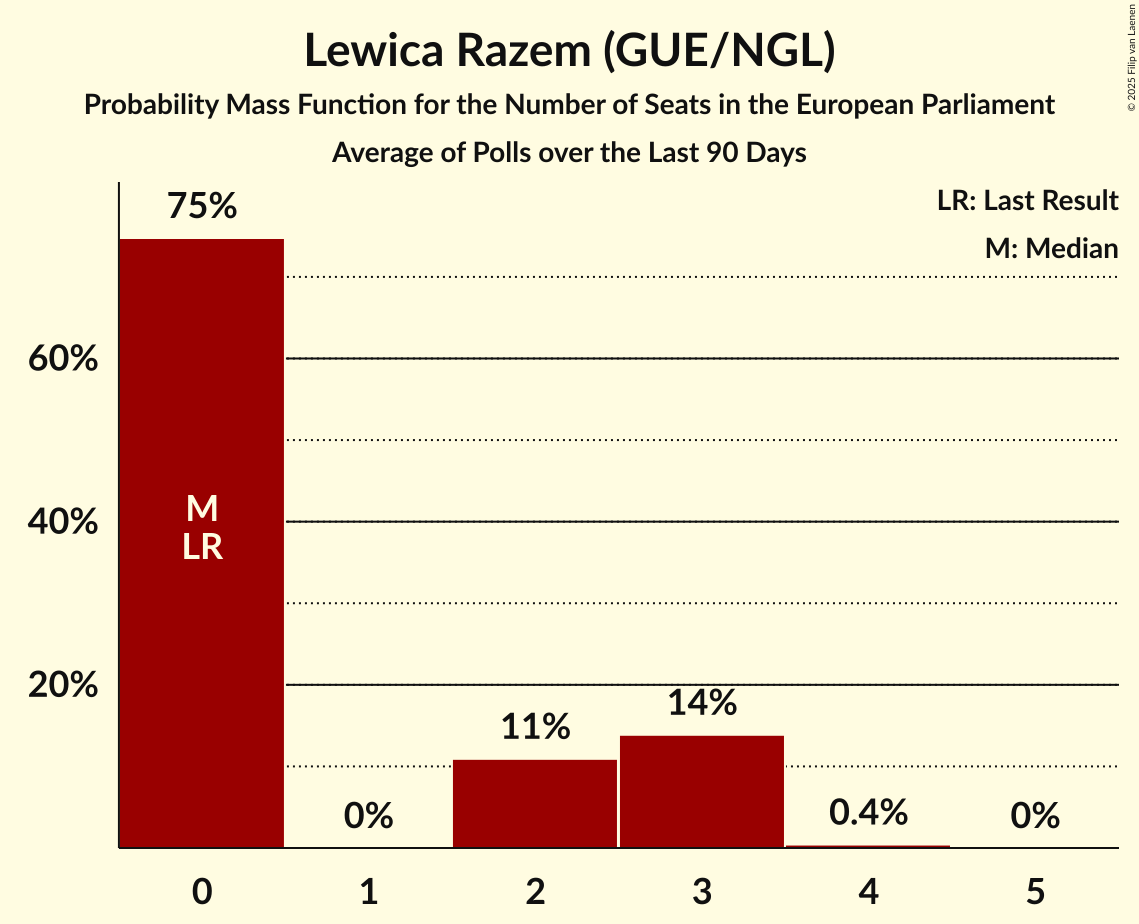 Lewica Razem (GUE/NGL)
Probability Mass Function for the Number of Seats in the European Parliament
Average of Polls over the Last 90 Days
© 2025 Filip van Laenen
LR: Last Result
M: Median
75%
60%
40%
20%
M
LR
0%
11%
14%
0.4%
0%
0 1 2 3 4 5